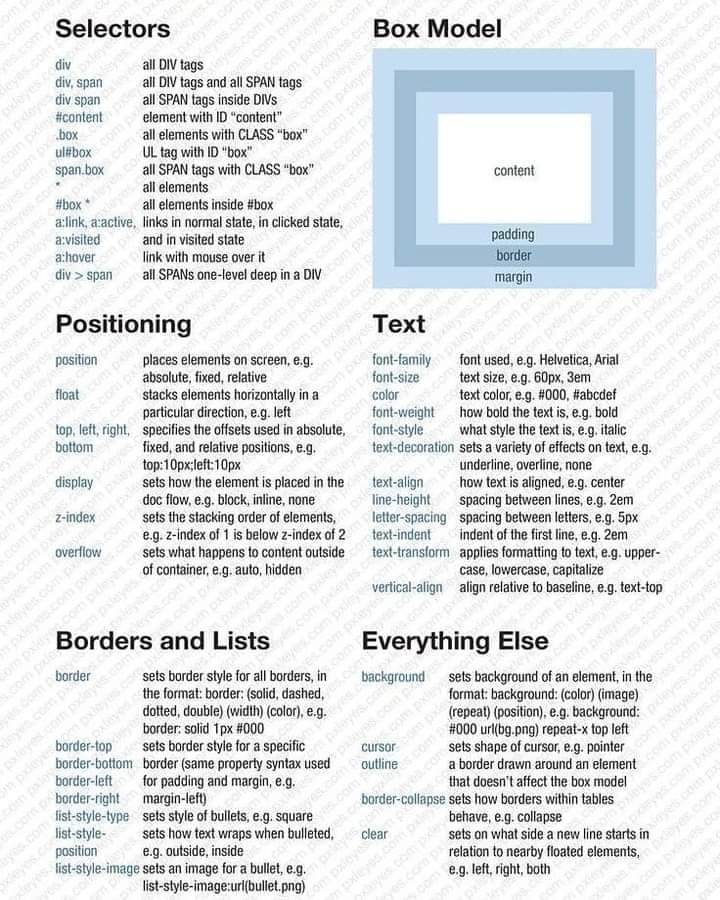 Selectors
div all DIV tags
div, span all DIV tags and all SPAN tags
div span all SPAN tags inside DIVs
#content element with ID “content”
.box all elements with CLASS “box”
ul#box UL tag with ID “box”
span.box all SPAN tags with CLASS “box”
* all elements
#box * all elements inside #box
a:link, a:active, links in normal state, in clicked state,
a:visited and in visited state
a:hover link with mouse over it
div > span all SPANs one-level deep in a DIV
Box Model
content
padding
border
margin
Positioning
position places elements on screen, e.g.
absolute, fixed, relative
float stacks elements horizontally in a
particular direction, e.g. left
top, left, right, specifies the offsets used in absolute,
bottom fixed, and relative positions, e.g.
top:10px;left:10px
display sets how the element is placed in the
doc flow, e.g. block, inline, none
z-index sets the stacking order of elements,
e.g. z-index of 1 is below z-index of 2
overflow sets what happens to content outside
of container, e.g. auto, hidden
Text
font-family font used, e.g. Helvetica, Arial
font-size text size, e.g. 60px, 3em
color text color, e.g. #000, #abcdef
font-weight how bold the text is, e.g. bold
font-style what style the text is, e.g. italic
text-decoration sets a variety of effects on text, e.g.
underline, overline, none
text-align how text is aligned, e.g. center
line-height spacing between lines, e.g. 2em
letter-spacing spacing between letters, e.g. 5px
text-indent indent of the first line, e.g. 2em
text-transform applies formatting to text, e.g. upper-
case, lowercase, capitalize
vertical-align align relative to baseline, e.g. text-top
Borders and Lists
border sets border style for all borders, in
the format: border: (solid, dashed,
dotted, double) (width) (color), e.g.
border: solid 1px #000
border-top sets border style for a specific
border-bottom border (same property syntax used
border-left for padding and margin, e.g.
border-right margin-left)
list-style-type sets style of bullets, e.g. square
list-style- sets how text wraps when bulleted,
position e.g. outside, inside
list-style-image sets an image for a bullet, e.g.
list-style-image:url(bullet.png)
Everything Else
background sets background of an element, in the
format: background: (color) (image)
(repeat) (position), e.g. background:
#000 url(bg.png) repeat-x top left
cursor sets shape of cursor, e.g. pointer
outline a border drawn around an element
that doesn’t affect the box model
border-collapse sets how borders within tables
behave, e.g. collapse
clear sets on what side a new line starts in
relation to nearby floated elements,
e.g. left, right, both
pxleyes.com